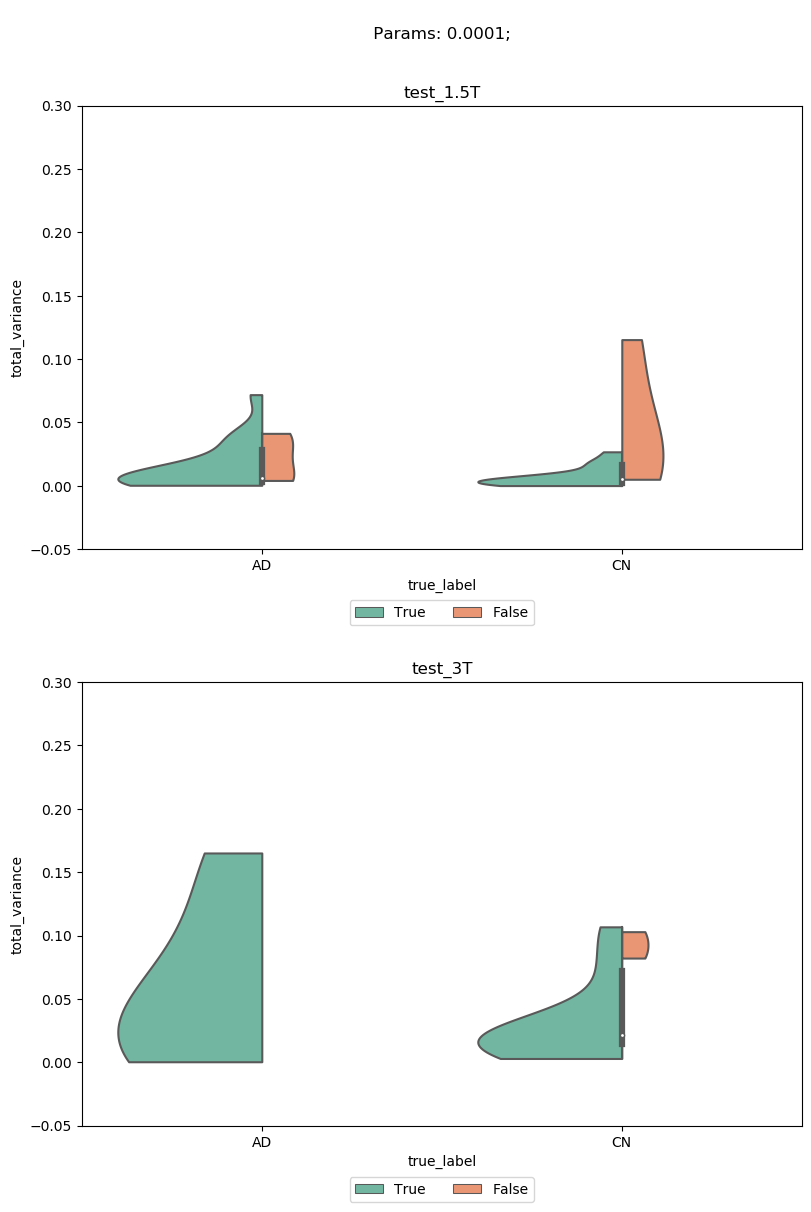 Params: 0.0001;
test_1.5T
0.30
0.25
0.20
0.15
0.10
0.05
0.00
−0.05
total_variance
AD CN
true_label
True False
test_3T
0.30
0.25
0.20
0.15
0.10
0.05
0.00
−0.05
total_variance
AD CN
true_label
True False